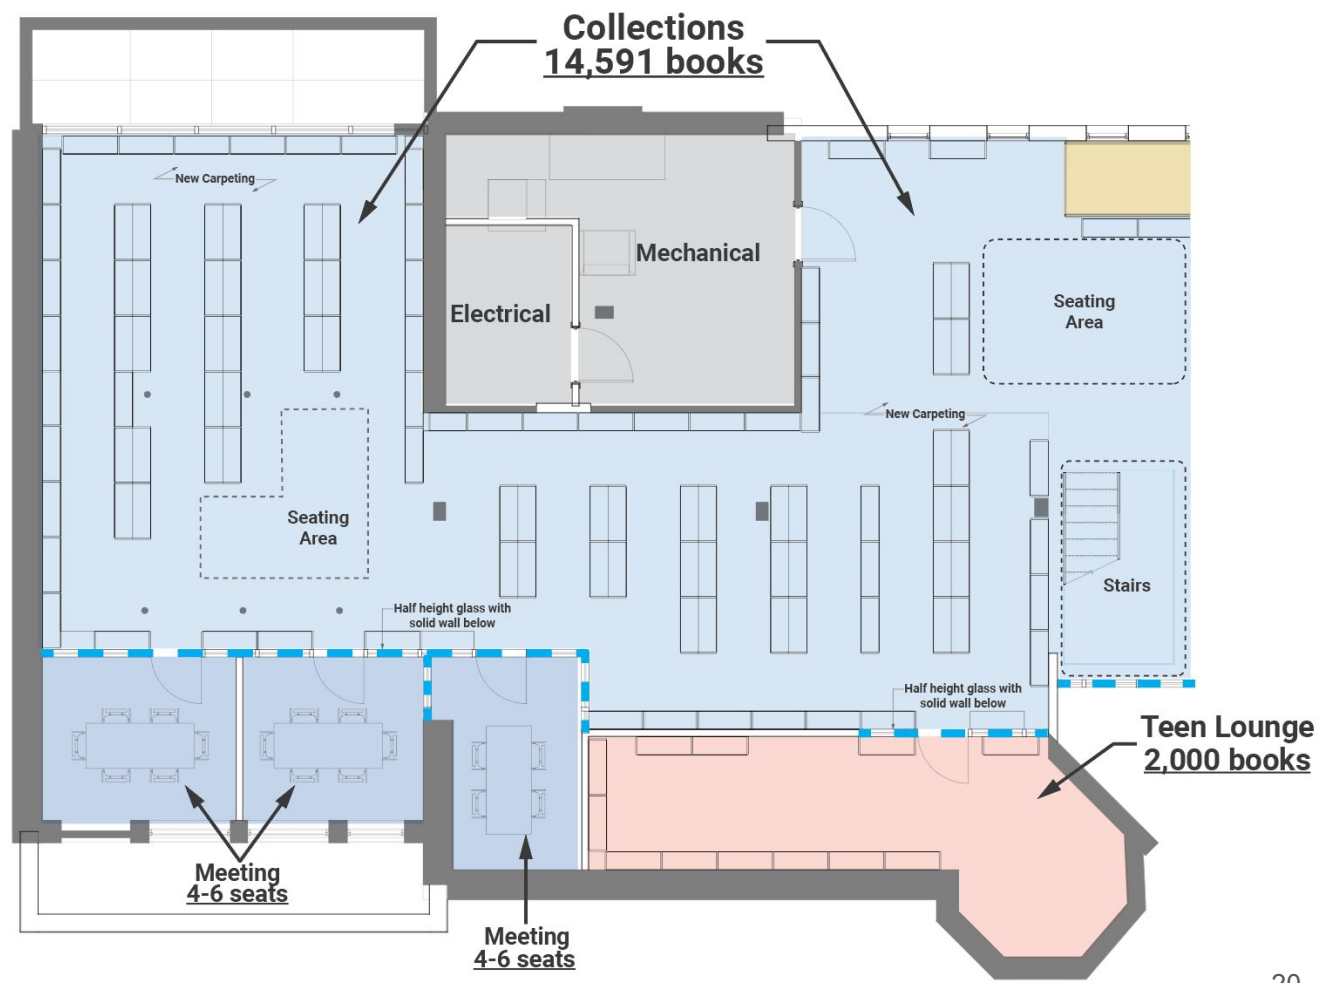 Collections
14,591 books
New Carpeting
Mechanical
Electrical
Seating
Area
New Carpeting
Seating
Area
Stairs
Half height glass with
solid wall below
Half height glass with
solid wall below
Teen Lounge
2,000 books
Meeting
4-6 seats
Meeting
4-6 seats
20